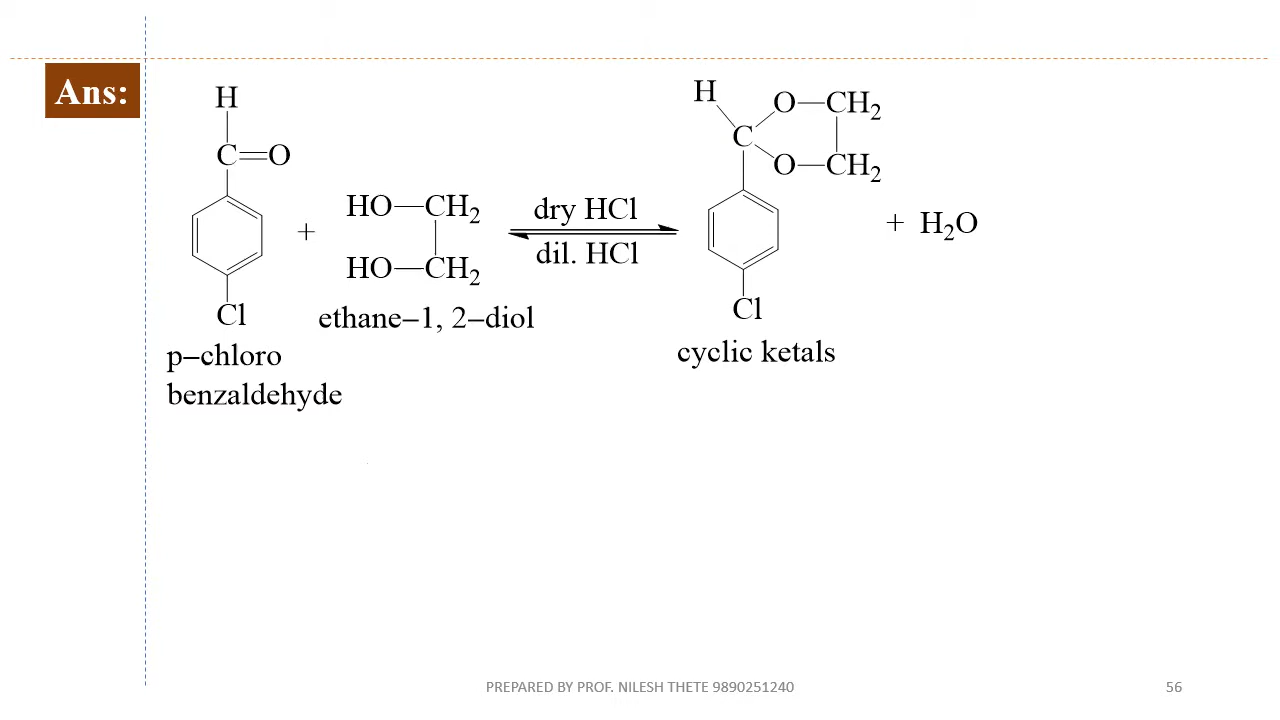 Ans:
H
C=O
Cl
p–chloro
benzaldehyde
+
HO—CH₂
HO—CH₂
ethane–1, 2–diol
dry HCl
dil. HCl
H
C
O—CH₂
O—CH₂
Cl
cyclic ketals
+ H₂O
PREPARED BY PROF. NILESH THETE 9890251240
56